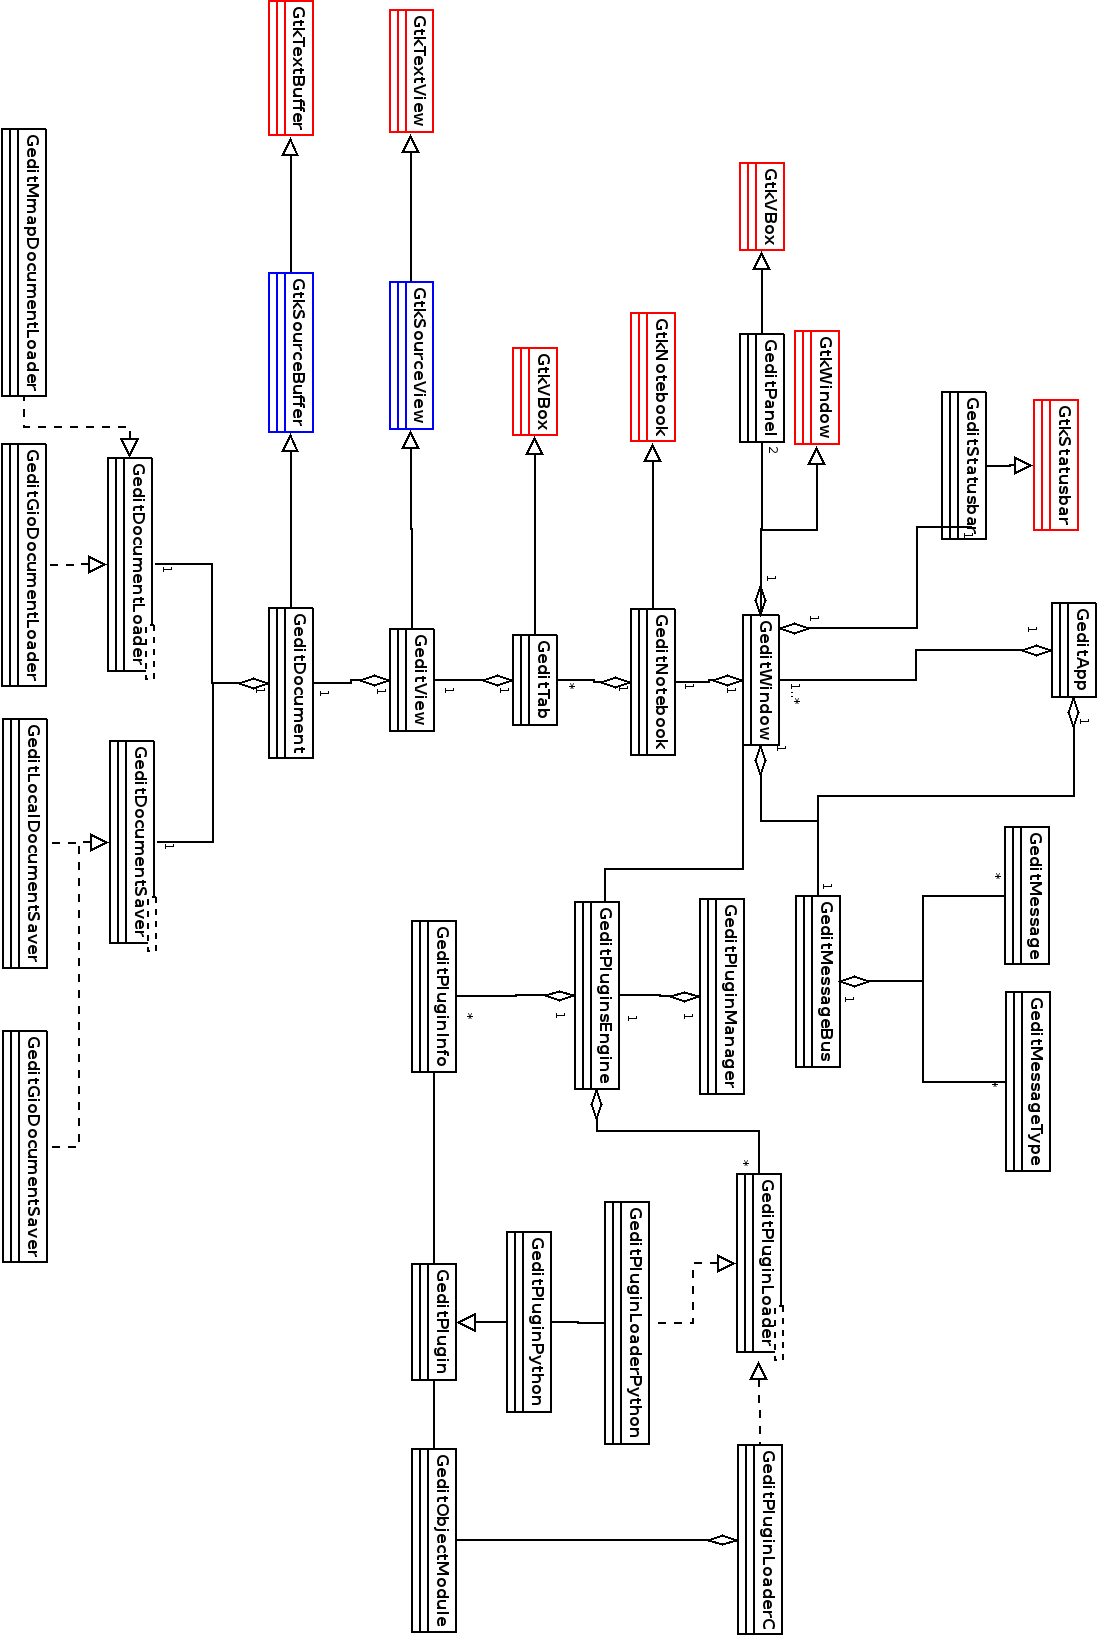 GeditApp
1
1
GtkStatusbar
GeditStatusbar
1
GeditMessage
*
GeditMessageType
*
GtkWindow
GtkVBox
GeditPanel
2
1
1
GeditWindow
1..*
1
1
GeditMessageBus
1
GeditPluginLoader
*
GeditPluginLoaderC
GeditPluginManager
1
GtkNotebook
GeditNotebook
1
1
GeditPluginsEngine
1
1
GeditPluginLoaderPython
GtkVBox
GeditTab
*
1
GeditPluginPython
GtkTextView
GtkSourceView
GeditView
1
1
GeditPluginInfo
*
GeditPlugin
GeditObjectModule
GtkTextBuffer
GtkSourceBuffer
GeditDocument
1
1
GeditDocumentLoader
1
GeditDocumentSaver
1
GeditMmapDocumentLoader
GeditGioDocumentLoader
GeditLocalDocumentSaver
GeditGioDocumentSaver